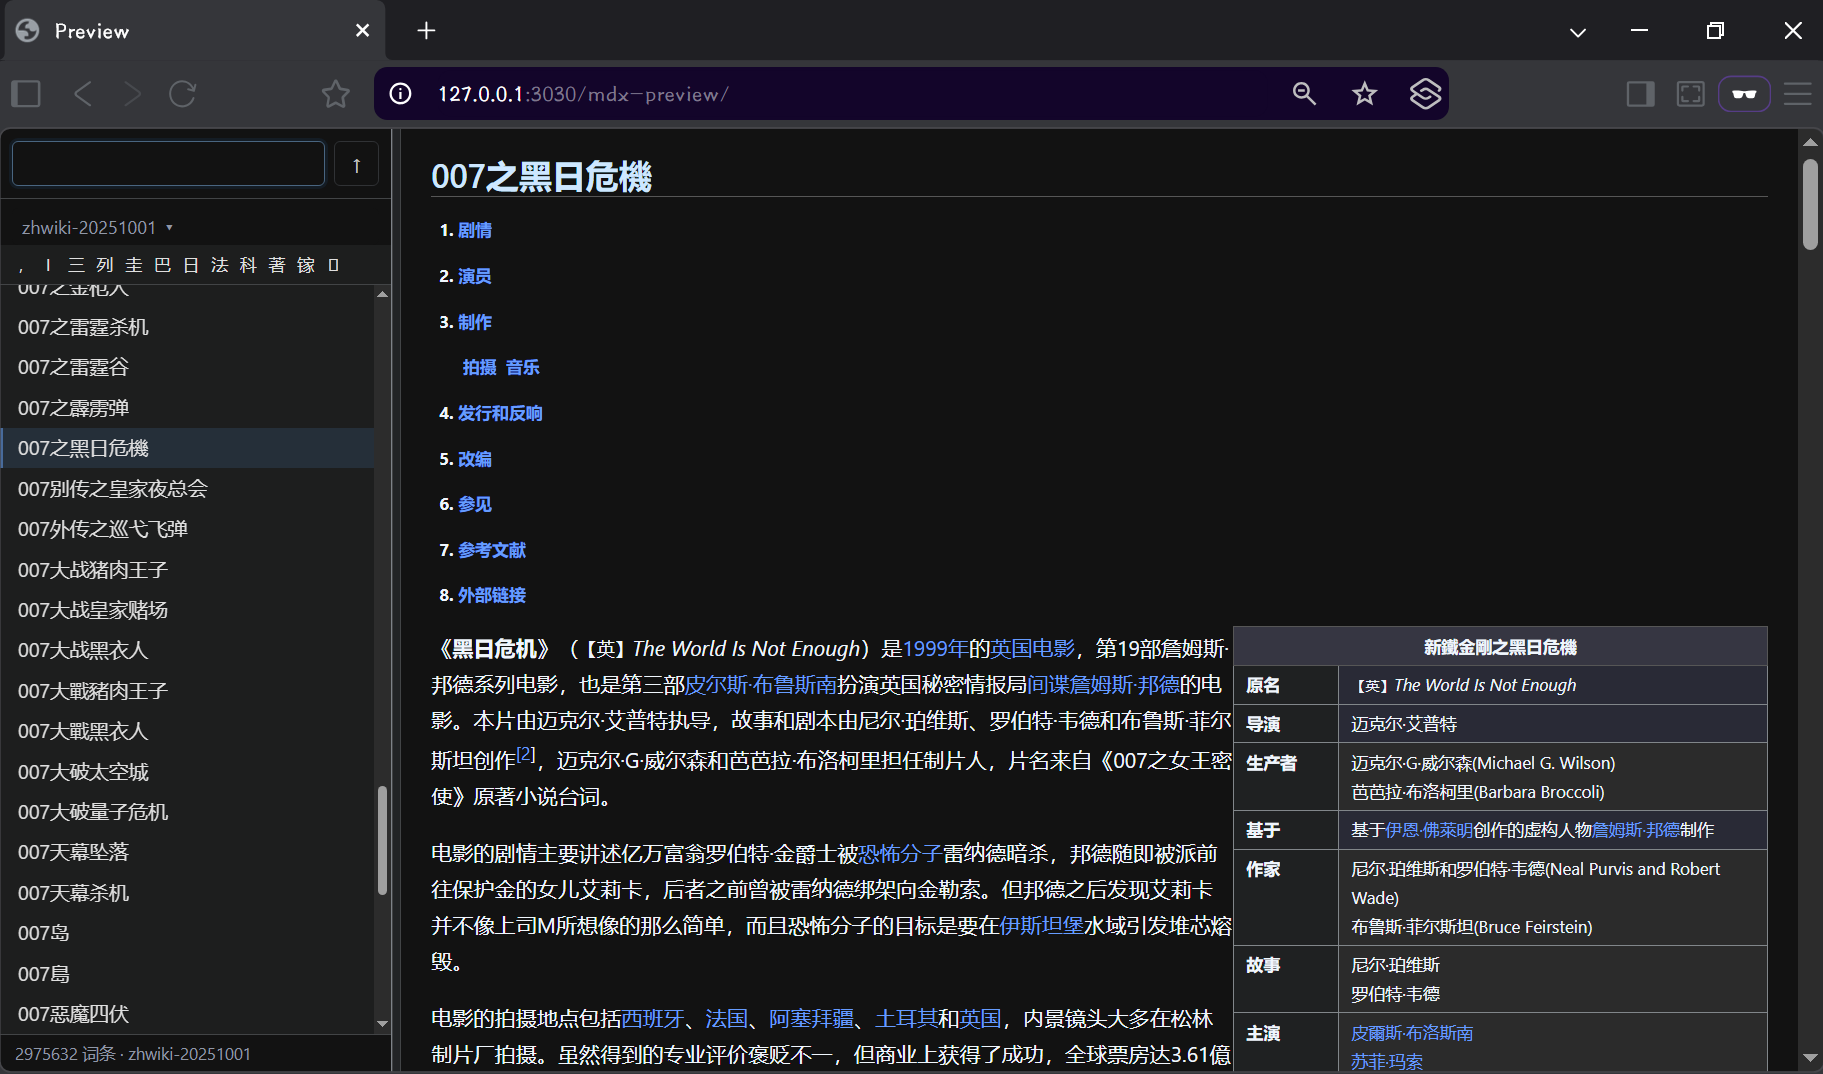 Preview
127.0.0.1:3030/mdx-preview/
↑
zhwiki-20251001 ▾
, I 三 列 圭 巴 日 法 科 著 镓
007之金枪人
007之雷霆杀机
007之雷霆谷
007之霹雳弹
007之黑日危機
007别传之皇家夜总会
007外传之巡弋飞弹
007大战猪肉王子
007大战皇家赌场
007大战黑衣人
007大戰豬肉王子
007大戰黑衣人
007大破太空城
007大破量子危机
007天幕坠落
007天幕杀机
007岛
007島
007惡魔四伏
2975632 词条 · zhwiki-20251001
007之黑日危機
1. 剧情
2. 演员
3. 制作
拍摄 音乐
4. 发行和反响
5. 改编
6. 参见
7. 参考文献
8. 外部链接
《黑日危机》（【英】The World Is Not Enough）是1999年的英国电影，第19部詹姆斯·
邦德系列电影，也是第三部皮尔斯·布鲁斯南扮演英国秘密情报局间谍詹姆斯·邦德的电
影。本片由迈克尔·艾普特执导，故事和剧本由尼尔·珀维斯、罗伯特·韦德和布鲁斯·菲尔
斯坦创作[2]，迈克尔·G·威尔森和芭芭拉·布洛柯里担任制片人，片名来自《007之女王密
使》原著小说台词。
电影的剧情主要讲述亿万富翁罗伯特·金爵士被恐怖分子雷纳德暗杀，邦德随即被派前
往保护金的女儿艾莉卡，后者之前曾被雷纳德绑架向金勒索。但邦德之后发现艾莉卡
并不像上司M所想像的那么简单，而且恐怖分子的目标是要在伊斯坦堡水域引发堆芯熔
毁。
电影的拍摄地点包括西班牙、法国、阿塞拜疆、土耳其和英国，内景镜头大多在松林
制片厂拍摄。虽然得到的专业评价褒贬不一，但商业上获得了成功，全球票房达3.61億
新鐵金剛之黑日危機
原名 【英】The World Is Not Enough
导演 迈克尔·艾普特
生产者 迈克尔·G·威尔森(Michael G. Wilson)
芭芭拉·布洛柯里(Barbara Broccoli)
基于 基于伊恩·佛萊明创作的虚构人物詹姆斯·邦德制作
作家 尼尔·珀维斯和罗伯特·韦德(Neal Purvis and Robert
Wade)
布鲁斯·菲尔斯坦(Bruce Feirstein)
故事 尼尔·珀维斯
罗伯特·韦德
主演 皮爾斯·布洛斯南
苏菲·玛索